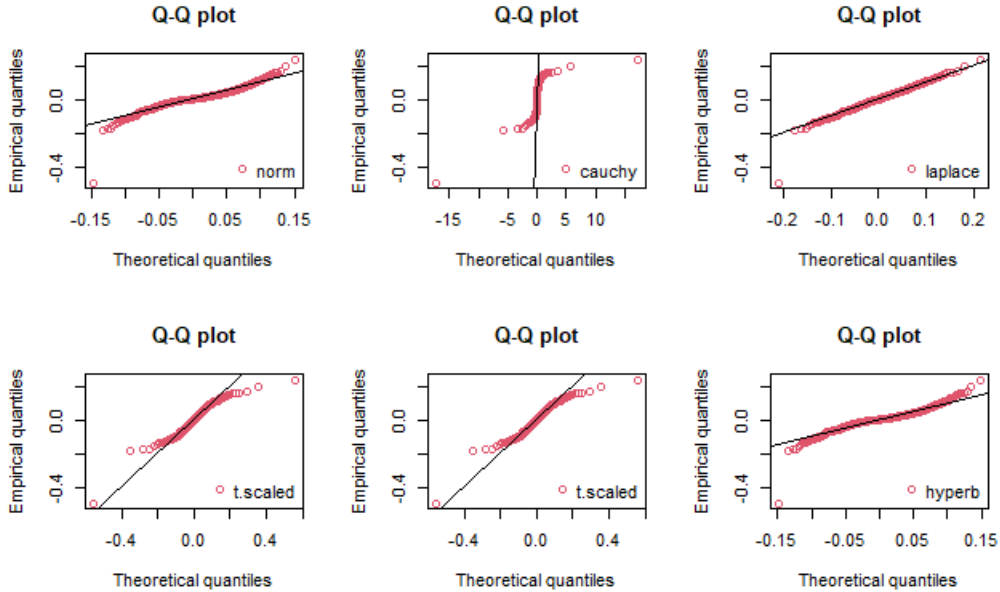 Q-Q plot
Empirical quantiles
0.0
-0.4
norm
-0.15
-0.05
0.05
0.15
Theoretical quantiles
Q-Q plot
Empirical quantiles
0.0
-0.4
cauchy
-15
-5
0
5
10
Theoretical quantiles
Q-Q plot
Empirical quantiles
0.0
-0.4
laplace
-0.2
-0.1
0.0
0.1
0.2
Theoretical quantiles
Q-Q plot
Empirical quantiles
0.0
-0.4
t.scaled
-0.4
0.0
0.4
Theoretical quantiles
Q-Q plot
Empirical quantiles
0.0
-0.4
t.scaled
-0.4
0.0
0.4
Theoretical quantiles
Q-Q plot
Empirical quantiles
0.0
-0.4
hyperb
-0.15
-0.05
0.05
0.15
Theoretical quantiles